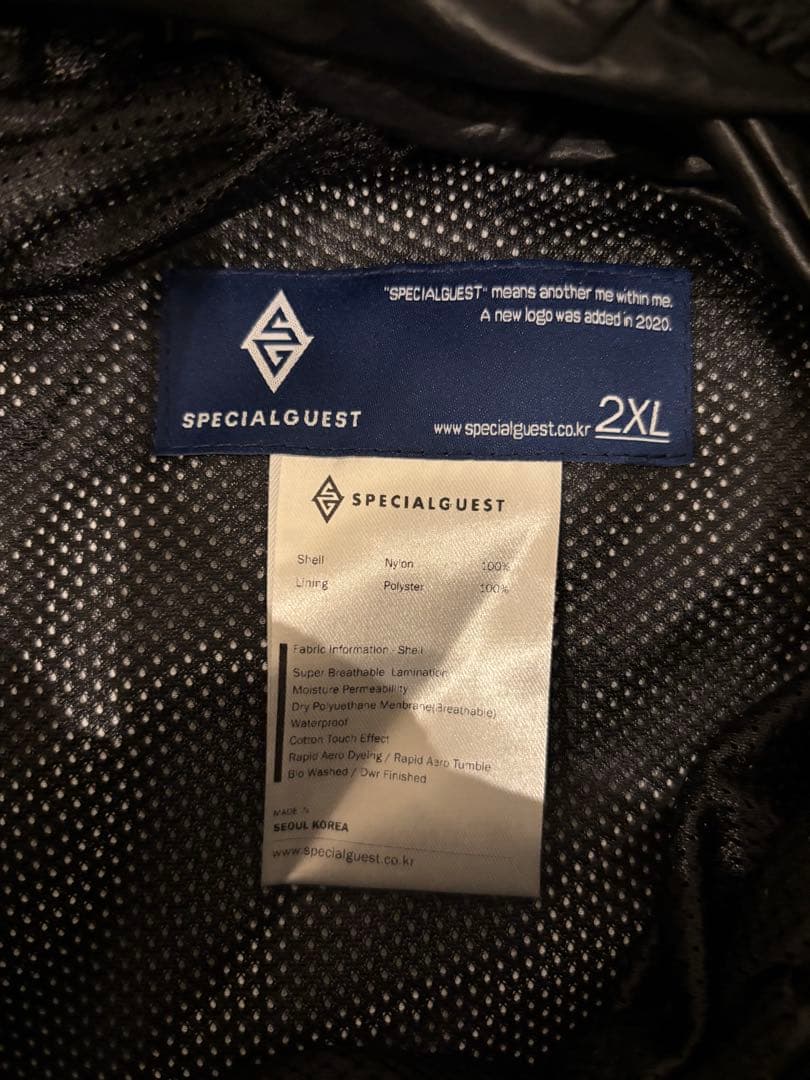 "SPECIALGUEST" means another me within me.
A new logo was added in 2020.
SPECIALGUEST
www.specialguest.co.kr 2XL
SPECIALGUEST
Shell Nylon 100%
Lining Polyster 100%
Fabric Information - Shell
Super Breathable Lamination
Moisture Permeability
Dry Polyuethane Menbrane(Breathable)
Waterproof
Cotton Touch Effect
Rapid Aero Dyeing / Rapid Aero Tumble
Bio Washed / Dwr Finished
MADE IN
SEOUL KOREA
www.specialguest.co.kr